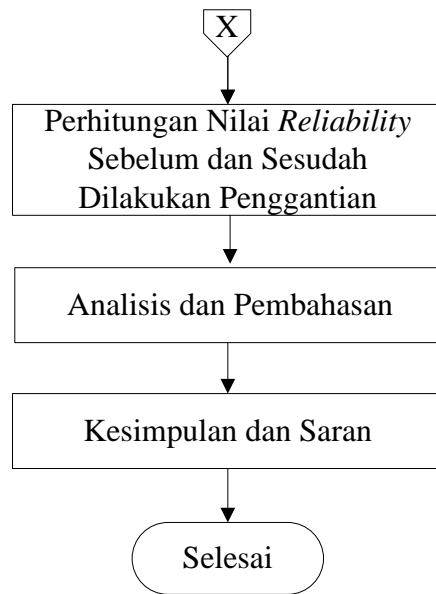 X
Perhitungan Nilai Reliability
Sebelum dan Sesudah
Dilakukan Penggantian
Analisis dan Pembahasan
Kesimpulan dan Saran
Selesai